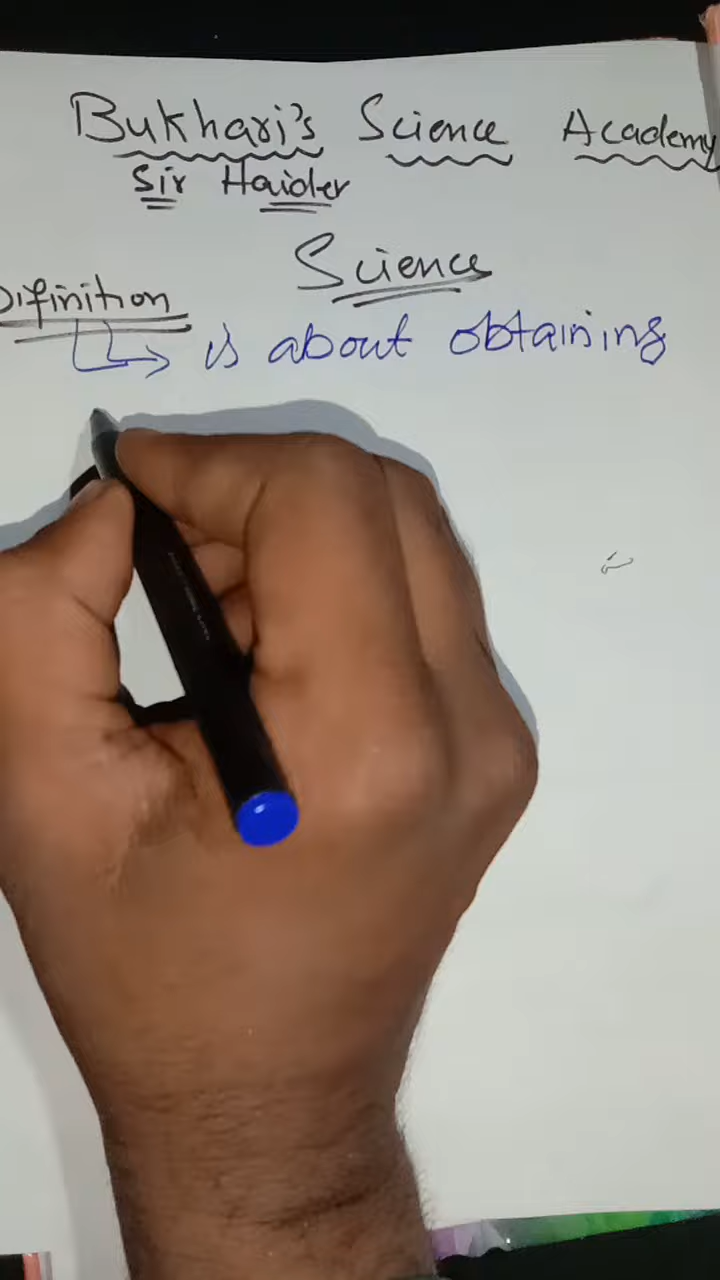 Bukhari's Science Academy
Sir Haider
Science
Difinition
is about obtaining